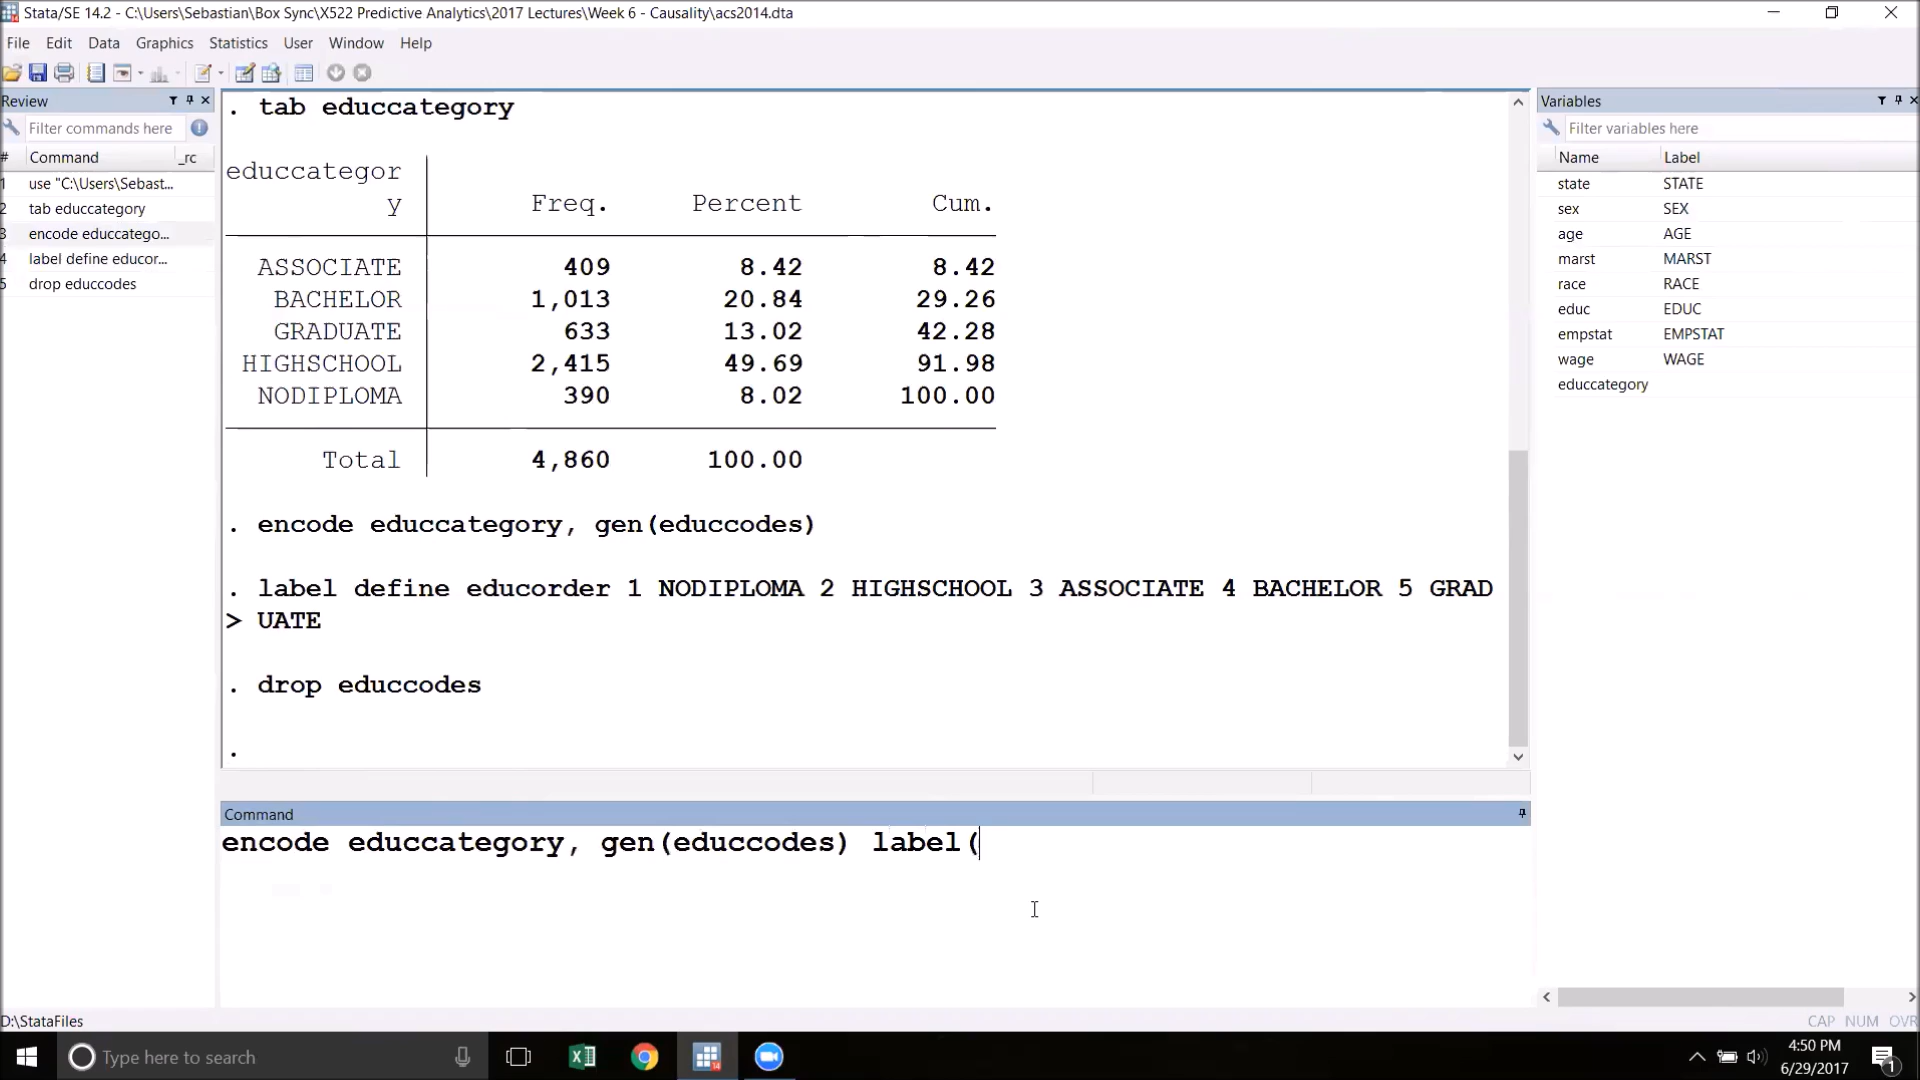 Stata/SE 14.2 - C:\Users\Sebastian\Box Sync\X522 Predictive Analytics\2017 Lectures\Week 6 - Causality\acs2014.dta
File Edit Data Graphics Statistics User Window Help
Review
Filter commands here
# Command _rc
1 use "C:\Users\Sebast...
2 tab educcategory
3 encode educcatego...
4 label define educor...
5 drop educcodes
. tab educcategory
educcategor
y Freq. Percent Cum.
ASSOCIATE 409 8.42 8.42
BACHELOR 1,013 20.84 29.26
GRADUATE 633 13.02 42.28
HIGHSCHOOL 2,415 49.69 91.98
NODIPLOMA 390 8.02 100.00
Total 4,860 100.00
. encode educcategory, gen(educcodes)
. label define educorder 1 NODIPLOMA 2 HIGHSCHOOL 3 ASSOCIATE 4 BACHELOR 5 GRAD
> UATE
. drop educcodes
.
Command
encode educcategory, gen(educcodes) label(
Variables
Filter variables here
Name Label
state STATE
sex SEX
age AGE
marst MARST
race RACE
educ EDUC
empstat EMPSTAT
wage WAGE
educcategory
D:\StataFiles
CAP NUM OVR
Type here to search
14
4:50 PM
6/29/2017
1